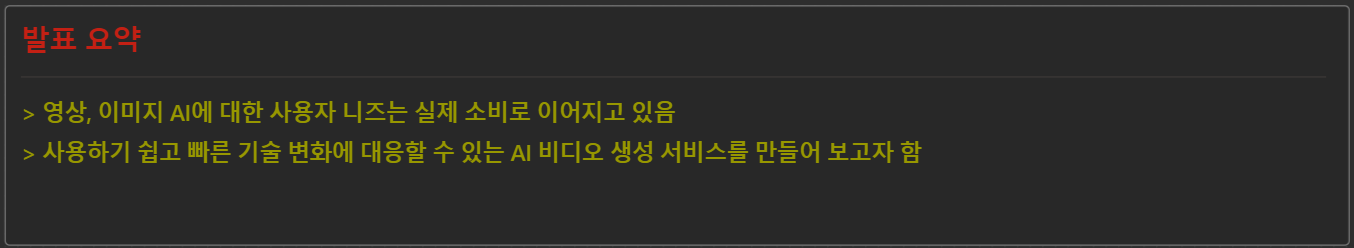 발표 요약
> 영상, 이미지 AI에 대한 사용자 니즈는 실제 소비로 이어지고 있음
> 사용하기 쉽고 빠른 기술 변화에 대응할 수 있는 AI 비디오 생성 서비스를 만들어 보고자 함